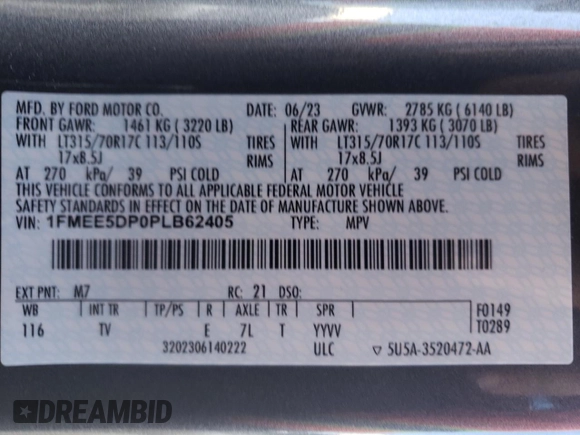 MFD. BY FORD MOTOR CO. DATE: 06/23 GVWR: 2785 KG ( 6140 LB)
FRONT GAWR: 1461 KG ( 3220 LB) REAR GAWR: 1393 KG ( 3070 LB)
WITH LT315/70R17C 113/110S TIRES WITH LT315/70R17C 113/110S TIRES
17x8.5J RIMS 17x8.5J RIMS
AT 270 kPa/ 39 PSI COLD AT 270 kPa/ 39 PSI COLD
THIS VEHICLE CONFORMS TO ALL APPLICABLE FEDERAL MOTOR VEHICLE
SAFETY STANDARDS IN EFFECT ON THE DATE OF MANUFACTURE SHOWN ABOVE.
VIN: 1FMEE5DP0PLB62405 TYPE: MPV
EXT PNT: M7 RC: 21 DSO:
WB INT TR TP/PS R AXLE TR SPR F0149
116 TV E 7L T YYVV T0289
3202306140222 ULC ▽ 5U5A-3520472-AA
DREAMBID